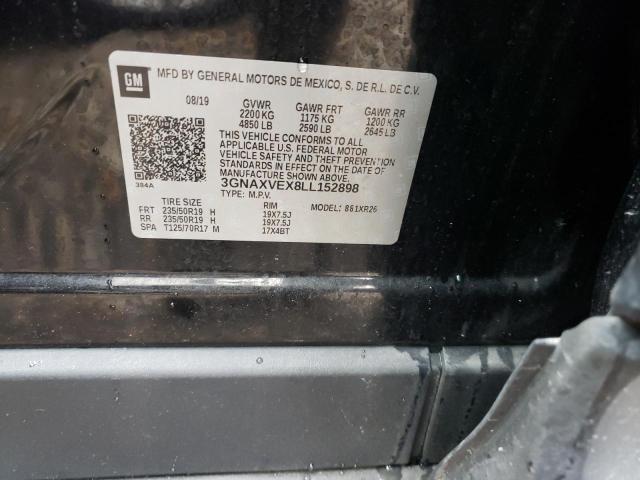 GM
MFD BY GENERAL MOTORS DE MEXICO, S. DE R.L. DE C.V.
08/19 GVWR GAWR FRT GAWR RR
2200 KG 1175 KG 1200 KG
4850 LB 2590 LB 2645 LB
THIS VEHICLE CONFORMS TO ALL
APPLICABLE U.S. FEDERAL MOTOR
VEHICLE SAFETY AND THEFT PREVENTION
STANDARDS IN EFFECT ON THE DATE OF
MANUFACTURE SHOWN ABOVE.
3GNAXVEX8LL152898
384A TYPE: M.P.V. MODEL: 861XR26
TIRE SIZE RIM
FRT 235/50R19 H 19X7.5J
RR 235/50R19 H 19X7.5J
SPA T125/70R17 M 17X4BT